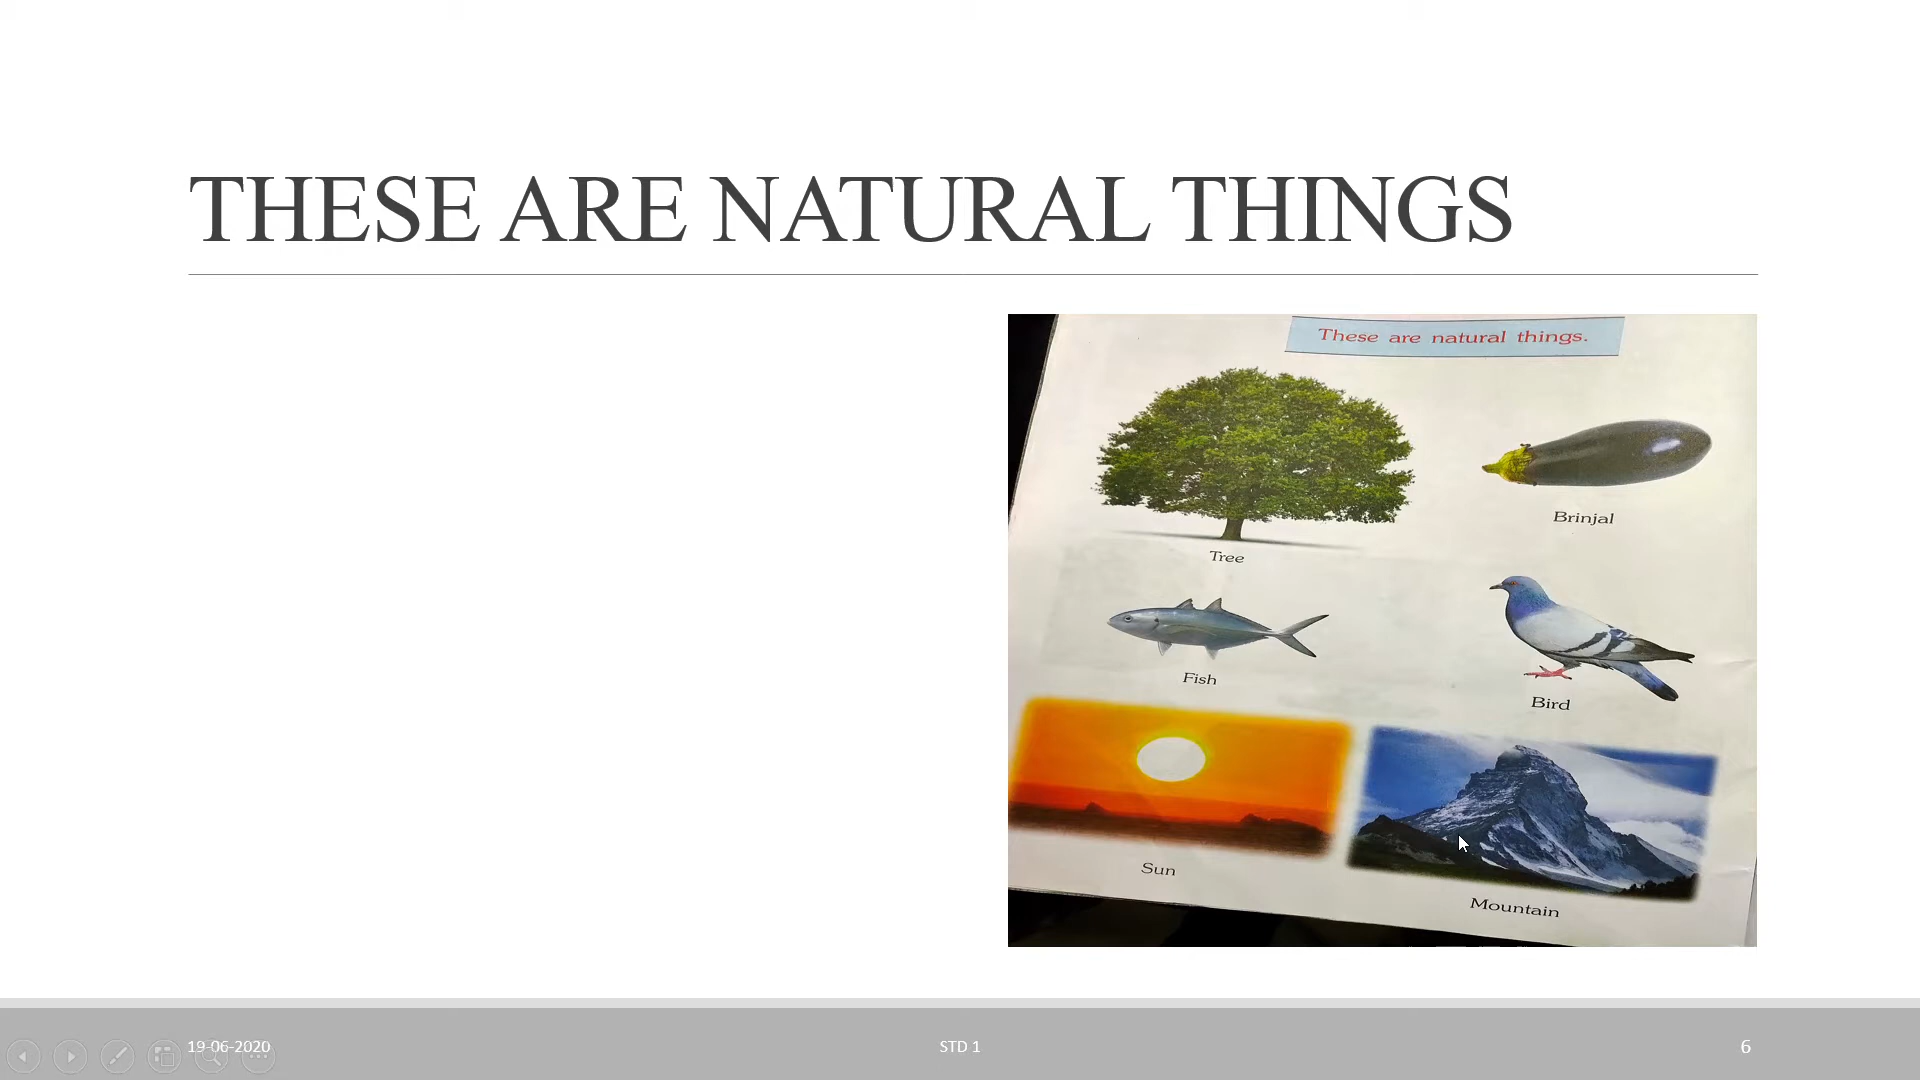 THESE ARE NATURAL THINGS
These are natural things.
Tree
Brinjal
Fish
Bird
Sun
Mountain
19-06-2020
STD 1
6